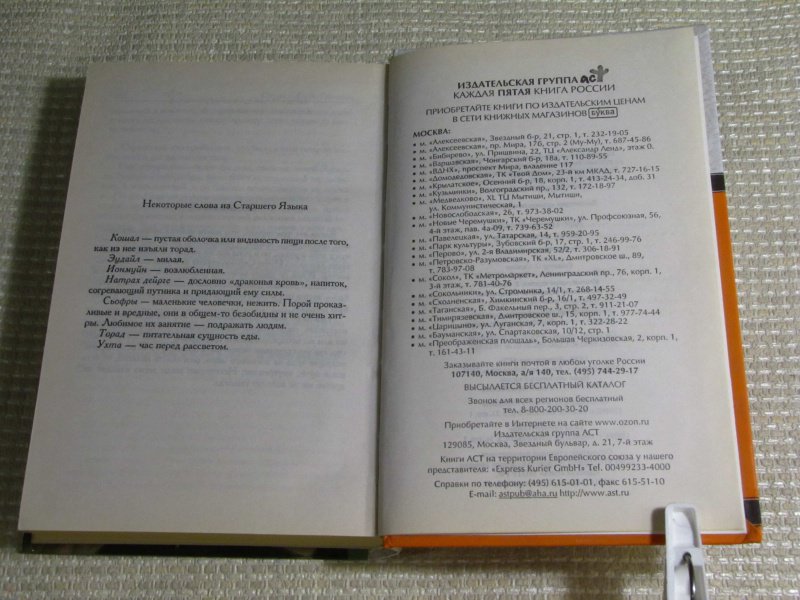 Некоторые слова на Старшего Языка
Кошал — пустая оболочка или видимость пищи после того,
как из нее изъяли торад.
Эудайл — милая.
Ионмуйн — возлюбленная.
Натрах дейрге — дословно «драконья кровь», напиток,
согревающий путника и придающий ему силы.
Сьофры — маленькие человечки, нежить. Порой проказ-
ливые и вредные, они в общем-то безобидны и не очень хит-
ры. Любимое их занятие — подражать людям.
Торад — питательная сущность еды.
Ухта — час перед рассветом.
ИЗДАТЕЛЬСКАЯ ГРУППА аст
КАЖДАЯ ПЯТАЯ КНИГА РОССИИ
ПРИОБРЕТАЙТЕ КНИГИ ПО ИЗДАТЕЛЬСКИМ ЦЕНАМ
В СЕТИ КНИЖНЫХ МАГАЗИНОВ БУКВА
МОСКВА:
• м. «Алексеевская», Звездный б-р, 21, стр. 1, т. 232-19-05
• м. «Алексеевская», пр. Мира, 176, стр. 2 (Му-Му), т. 687-45-86
• м. «Бибирево», ул. Пришвина, 22, ТЦ «Александр Ленд», этаж 0.
• м. «Варшавская», Чонгарский б-р, 18а, т. 110-89-55
• м. «ВДНХ», проспект Мира, владение 117
• м. «Домодедовская», ТК «Твой Дом», 23-й км МКАД, т. 727-16-15
• м. «Крылатское», Осенний б-р, 18, корп. 1, т. 413-24-34, доб. 31
• м. «Кузьминки», Волгоградский пр., 132, т. 172-18-97
• м. «Медведково», XL ТЦ Мытищи, Мытищи,
ул. Коммунистическая, 1
• м. «Новослободская», 26, т. 973-38-02
• м. «Новые Черемушки», ТК «Черемушки», ул. Профсоюзная, 56,
4-й этаж, пав. 4а-09, т. 739-63-52
• м. «Павелецкая», ул. Татарская, 14, т. 959-20-95
• м. «Парк культуры», Зубовский б-р, 17, стр. 1, т. 246-99-76
• м. «Перово», ул. 2-я Владимирская, 52/2, т. 306-18-91
• м. «Петровско-Разумовская», ТК «XL», Дмитровское ш., 89,
т. 783-97-08
• м. «Сокол», ТК «Метромаркет», Ленинградский пр., 76, корп. 1,
3-й этаж, т. 781-40-76
• м. «Сокольники», ул. Стромынка, 14/1, т. 268-14-55
• м. «Сходненская», Химкинский б-р, 16/1, т. 497-32-49
• м. «Таганская», Б. Факельный пер., 3, стр. 2, т. 911-21-07
• м. «Тимирязевская», Дмитровское ш., 15, корп. 1, т. 977-74-44
• м. «Царицыно», ул. Луганская, 7, корп. 1, т. 322-28-22
• м. «Бауманская», ул. Спартаковская, 10/12, стр. 1
• м. «Преображенская площадь», Большая Черкизовская, 2, корп. 1,
т. 161-43-11
Заказывайте книги почтой в любом уголке России
107140, Москва, а/я 140, тел. (495) 744-29-17
ВЫСЫЛАЕТСЯ БЕСПЛАТНЫЙ КАТАЛОГ
Звонок для всех регионов бесплатный
тел. 8-800-200-30-20
Приобретайте в Интернете на сайте www.ozon.ru
Издательская группа АСТ
129085, Москва, Звездный бульвар, д. 21, 7-й этаж
Книги АСТ на территории Европейского союза у нашего
представителя: «Express Kurier GmbH» Tel. 00499233-4000
Справки по телефону: (495) 615-01-01, факс 615-51-10
E-mail: astpub@aha.ru http://www.ast.ru